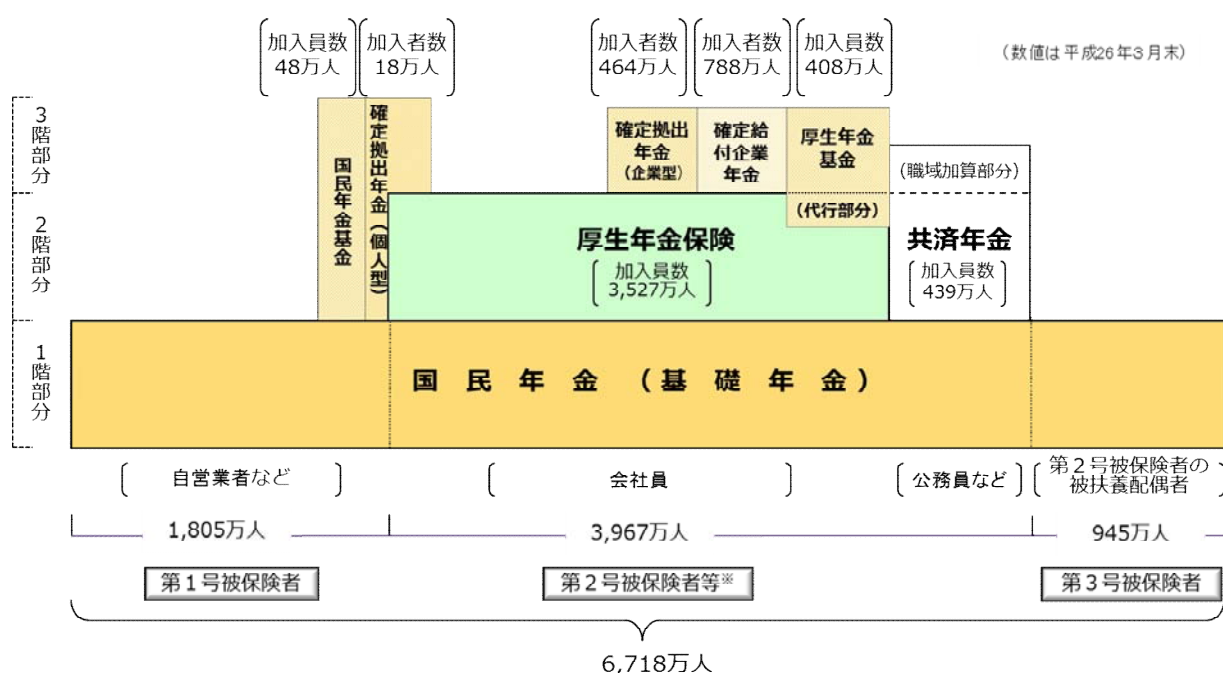 加入員数
48万人
加入者数
18万人
加入者数
464万人
加入者数
788万人
加入員数
408万人
（数値は平成26年3月末）
3階部分
2階部分
1階部分
国民年金基金
確定拠出年金（個人型）
確定拠出
年金
（企業型）
確定給
付企業
年金
厚生年金
基金
（代行部分）
（職域加算部分）
厚生年金保険
加入員数
3,527万人
共済年金
加入員数
439万人
国民年金（基礎年金）
自営業者など
会社員
公務員など
第２号被保険者の
被扶養配偶者
1,805万人
3,967万人
945万人
第１号被保険者
第２号被保険者等※
第３号被保険者
6,718万人